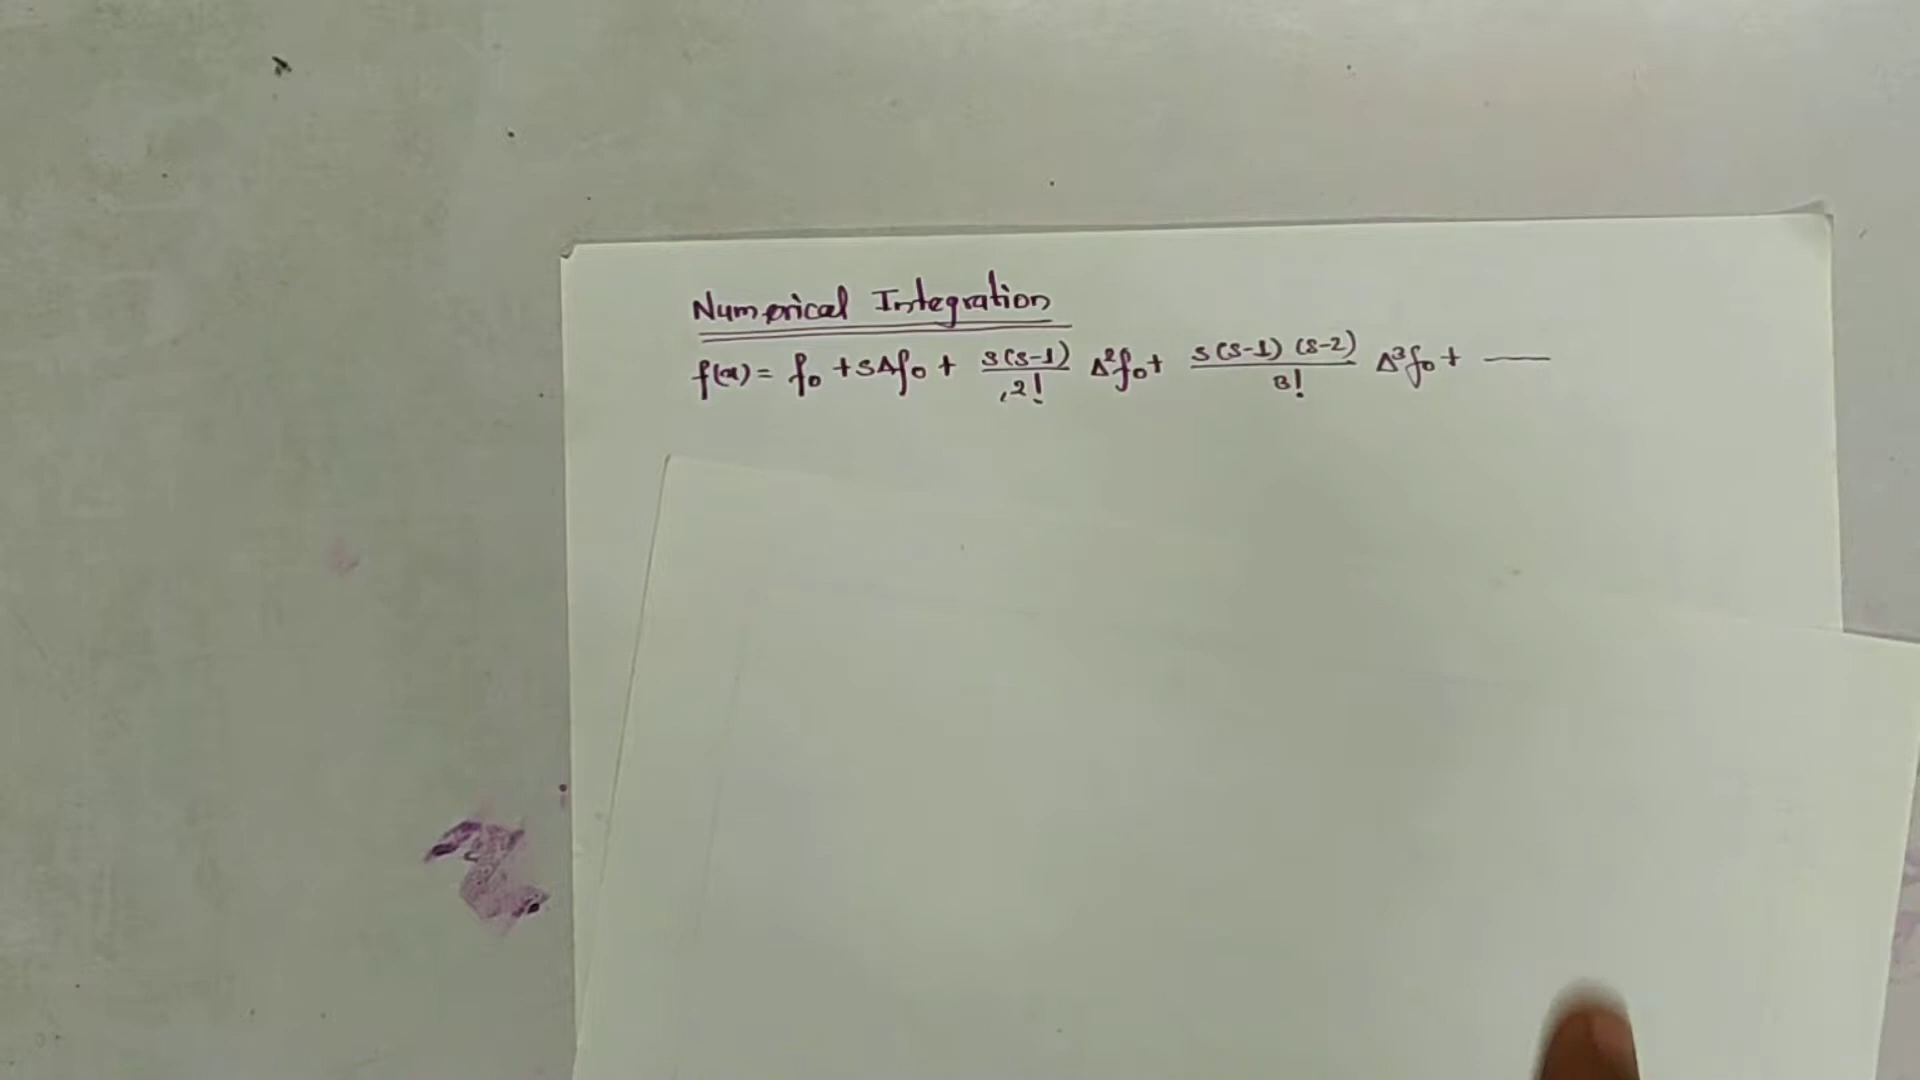 Numerical Integration
f(x) = f₀ + sΔf₀ + s(s-1)/2! Δ²f₀ + s(s-1)(s-2)/3! Δ³f₀ + ——